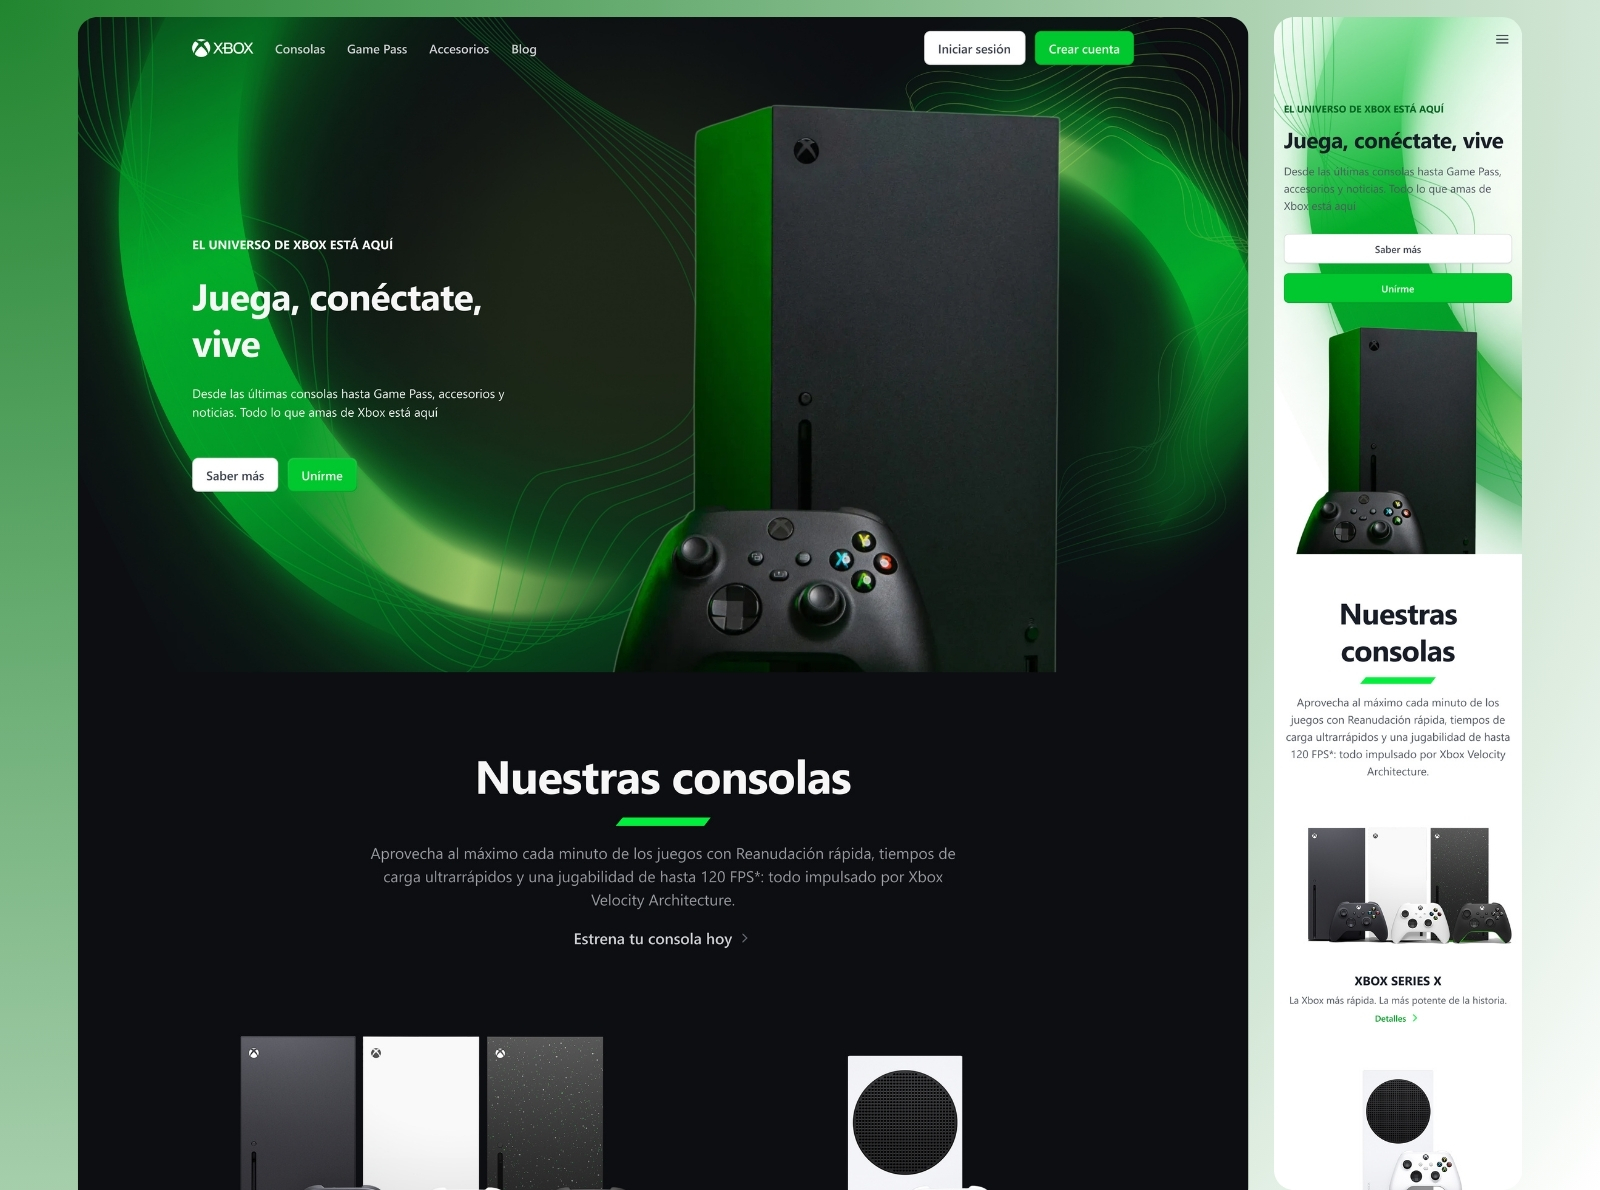 XBOX
Consolas
Game Pass
Accesorios
Blog
Iniciar sesión
Crear cuenta
EL UNIVERSO DE XBOX ESTÁ AQUÍ
Juega, conéctate,
vive
Desde las últimas consolas hasta Game Pass, accesorios y
noticias. Todo lo que amas de Xbox está aquí
Saber más
Unírme
Y
X
B
A
Nuestras consolas
Aprovecha al máximo cada minuto de los juegos con Reanudación rápida, tiempos de
carga ultrarrápidos y una jugabilidad de hasta 120 FPS*: todo impulsado por Xbox
Velocity Architecture.
Estrena tu consola hoy
EL UNIVERSO DE XBOX ESTÁ AQUÍ
Juega, conéctate, vive
Desde las últimas consolas hasta Game Pass,
accesorios y noticias. Todo lo que amas de
Xbox está aquí
Saber más
Unírme
Nuestras
consolas
Aprovecha al máximo cada minuto de los
juegos con Reanudación rápida, tiempos de
carga ultrarrápidos y una jugabilidad de hasta
120 FPS*: todo impulsado por Xbox Velocity
Architecture.
XBOX SERIES X
La Xbox más rápida. La más potente de la historia.
Detalles